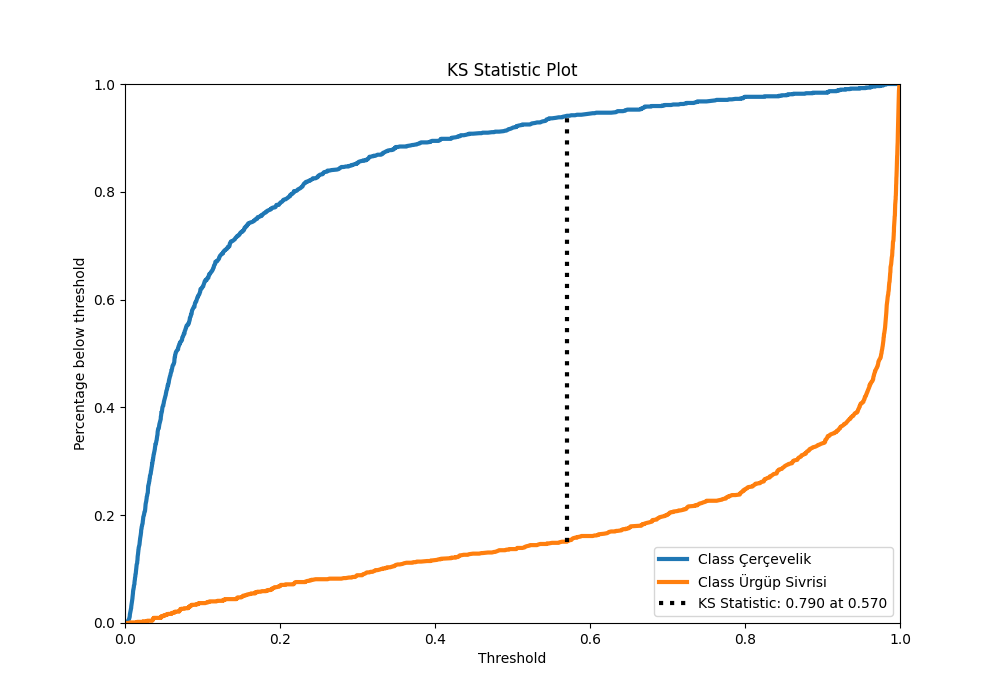 KS Statistic Plot
Percentage below threshold
1.0
0.8
0.6
0.4
0.2
0.0
0.0 0.2 0.4 0.6 0.8 1.0
Threshold
Class Çerçevelik
Class Ürgüp Sivrisi
KS Statistic: 0.790 at 0.570